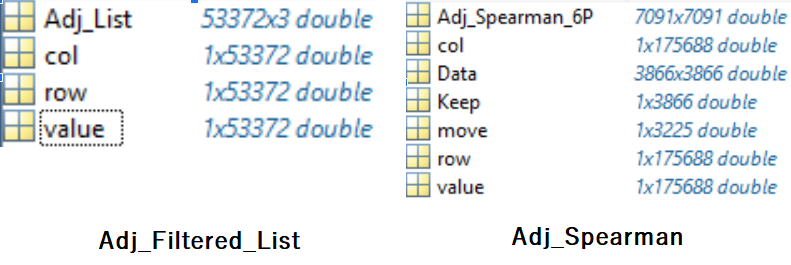 Adj_List 53372x3 double
col 1x53372 double
row 1x53372 double
value 1x53372 double
Adj_Filtered_List
Adj_Spearman_6P 7091x7091 double
col 1x175688 double
Data 3866x3866 double
Keep 1x3866 double
move 1x3225 double
row 1x175688 double
value 1x175688 double
Adj_Spearman